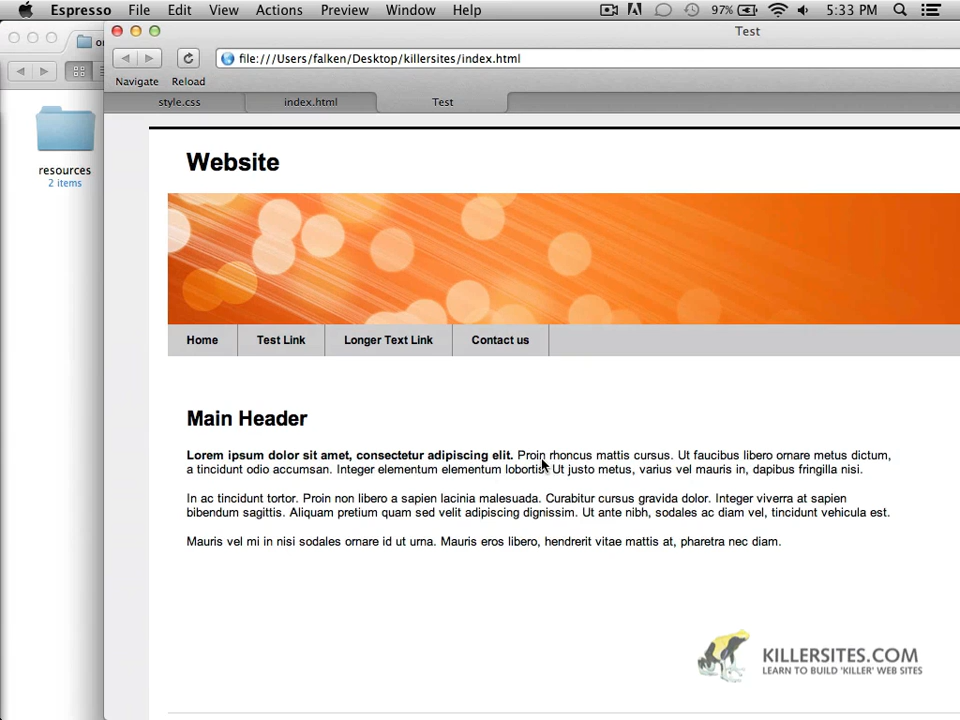 Espresso File Edit View Actions Preview Window Help 97% 5:33 PM
Test
file:///Users/falken/Desktop/killersites/index.html
Navigate Reload
style.css index.html Test
resources
2 items
Website
Home Test Link Longer Text Link Contact us
Main Header
Lorem ipsum dolor sit amet, consectetur adipiscing elit. Proin rhoncus mattis cursus. Ut faucibus libero ornare metus dictum,
a tincidunt odio accumsan. Integer elementum elementum lobortis. Ut justo metus, varius vel mauris in, dapibus fringilla nisi.
In ac tincidunt tortor. Proin non libero a sapien lacinia malesuada. Curabitur cursus gravida dolor. Integer viverra at sapien
bibendum sagittis. Aliquam pretium quam sed velit adipiscing dignissim. Ut ante nibh, sodales ac diam vel, tincidunt vehicula est.
Mauris vel mi in nisi sodales ornare id ut urna. Mauris eros libero, hendrerit vitae mattis at, pharetra nec diam.
KILLERSITES.COM
LEARN TO BUILD 'KILLER' WEB SITES